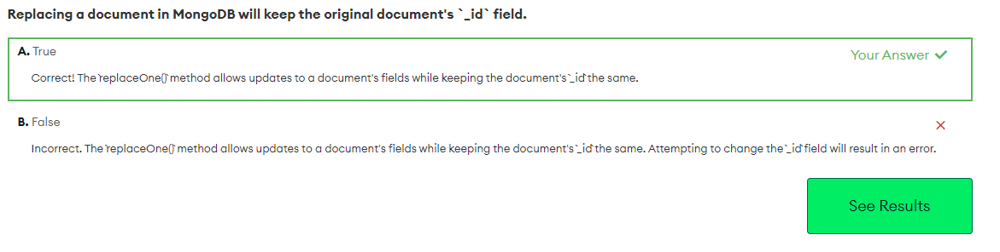 Replacing a document in MongoDB will keep the original document's `_id` field.
A. True
Your Answer ✓
Correct! The `replaceOne()` method allows updates to a document's fields while keeping the document's `_id` the same.
B. False
Incorrect. The `replaceOne()` method allows updates to a document's fields while keeping the document's `_id` the same. Attempting to change the `_id` field will result in an error.
See Results